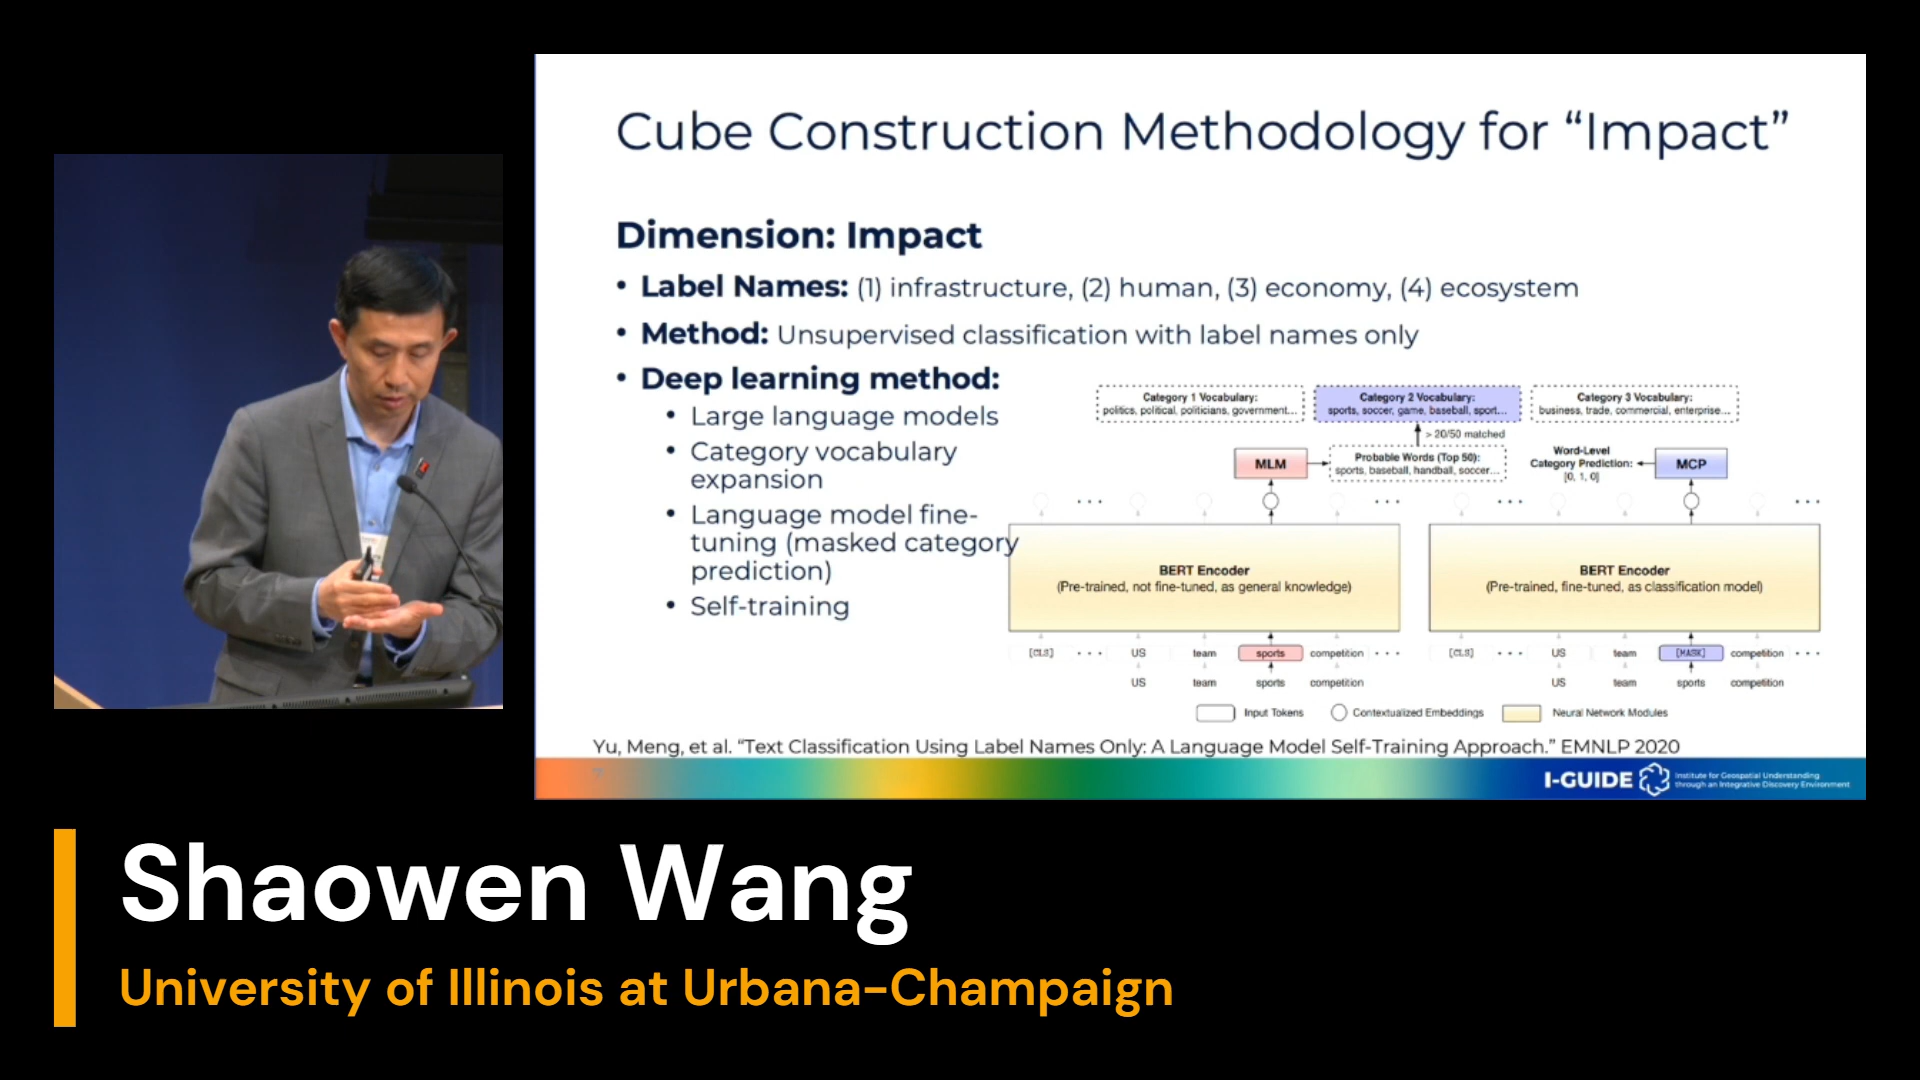 Cube Construction Methodology for “Impact”
Dimension: Impact
• Label Names: (1) infrastructure, (2) human, (3) economy, (4) ecosystem
• Method: Unsupervised classification with label names only
• Deep learning method:
• Large language models
• Category vocabulary
expansion
• Language model fine-
tuning (masked category
prediction)
• Self-training
Category 1 Vocabulary:
politics, political, politicians, government...
Category 2 Vocabulary:
sports, soccer, game, baseball, sport...
Category 3 Vocabulary:
business, trade, commercial, enterprise...
> 20/50 matched
MLM
Probable Words (Top 50):
sports, baseball, handball, soccer...
Word-Level
Category Prediction:
[0, 1, 0]
MCP
BERT Encoder
(Pre-trained, not fine-tuned, as general knowledge)
BERT Encoder
(Pre-trained, fine-tuned, as classification model)
[CLS] ... US team sports competition ...
US team sports competition
[CLS] ... US team [MASK] competition ...
US team sports competition
Input Tokens Contextualized Embeddings Neural Network Modules
Yu, Meng, et al. “Text Classification Using Label Names Only: A Language Model Self-Training Approach.” EMNLP 2020
I-GUIDE
Institute for Geospatial Understanding
through an Integrative Discovery Environment
Shaowen Wang
University of Illinois at Urbana-Champaign